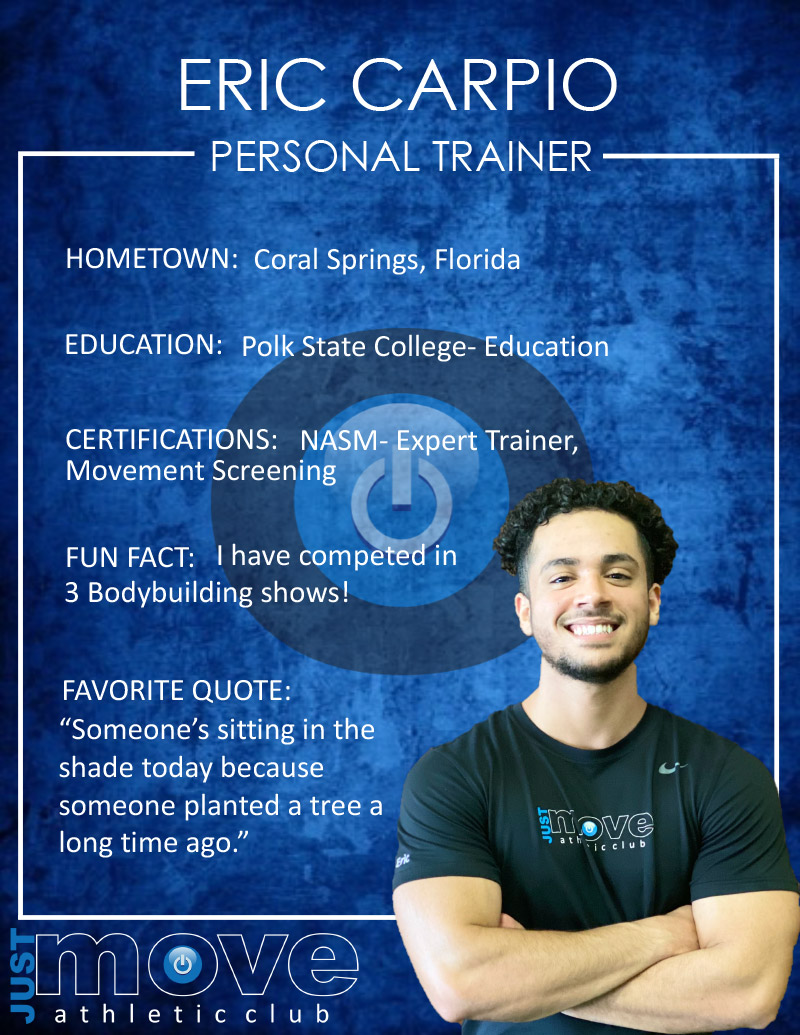 ERIC CARPIO
PERSONAL TRAINER
HOMETOWN: Coral Springs, Florida
EDUCATION: Polk State College- Education
CERTIFICATIONS: NASM- Expert Trainer,
Movement Screening
FUN FACT: I have competed in
3 Bodybuilding shows!
FAVORITE QUOTE:
“Someone’s sitting in the
shade today because
someone planted a tree a
long time ago.”
JUST move
athletic club
Eric
JUST move
athletic club